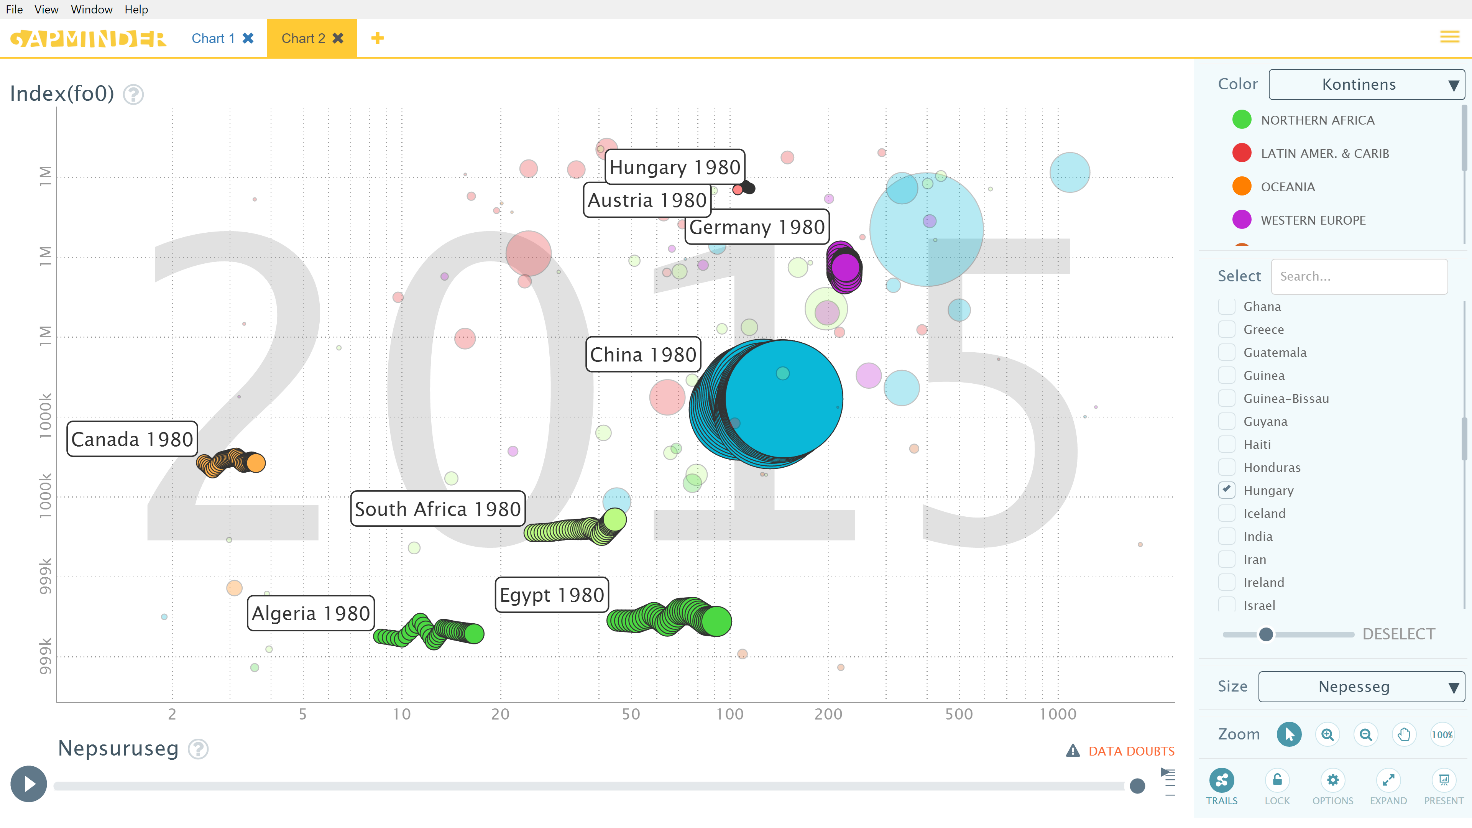 File View Window Help
GAPMINDER Chart 1 ✖ Chart 2 ✖ +
Index(fo0) ?
Color Kontinens ▼
NORTHERN AFRICA
LATIN AMER. & CARIB
OCEANIA
WESTERN EUROPE
Select Search...
Ghana
Greece
Guatemala
Guinea
Guinea-Bissau
Guyana
Haiti
Honduras
Hungary
Iceland
India
Iran
Ireland
Israel
DESELECT
Size Nepesseg ▼
Zoom 100%
TRAILS LOCK OPTIONS EXPAND PRESENT
1M
1M
1M
1000k
1000k
999k
999k
2015
Hungary 1980
Austria 1980
Germany 1980
China 1980
Canada 1980
South Africa 1980
Egypt 1980
Algeria 1980
2 5 10 20 50 100 200 500 1000
Nepsuruseg ?
DATA DOUBTS